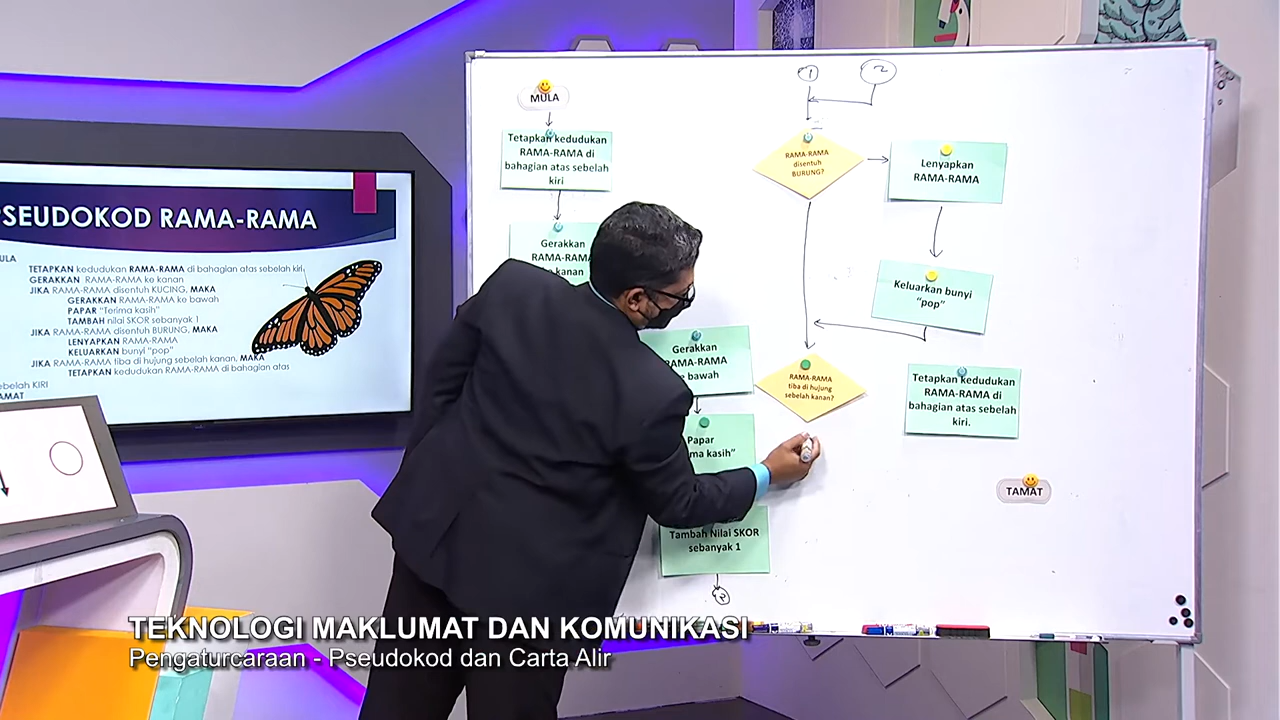 PSEUDOKOD RAMA-RAMA
TETAPKAN kedudukan RAMA-RAMA di bahagian atas sebelah kiri
GERAKKAN RAMA-RAMA ke kanan
JIKA RAMA-RAMA disentuh KUCING, MAKA
GERAKKAN RAMA-RAMA ke bawah
PAPAR "Terima kasih"
TAMBAH nilai SKOR sebanyak 1
JIKA RAMA-RAMA disentuh BURUNG, MAKA
LENYAPKAN RAMA-RAMA
KELUARKAN bunyi "pop"
JIKA RAMA-RAMA tiba di hujung sebelah kanan, MAKA
TETAPKAN kedudukan RAMA-RAMA di bahagian atas
sebelah KIRI
TAMAT
MULA
Tetapkan kedudukan
RAMA-RAMA di
bahagian atas sebelah
kiri
Gerakkan
RAMA-RAMA
kanan
Gerakkan
RAMA-RAMA
bawah
Papar
kasih"
Tambah Nilai SKOR
sebanyak 1
2
1
2
RAMA-RAMA
disentuh
BURUNG?
Lenyapkan
RAMA-RAMA
Keluarkan bunyi
"pop"
RAMA-RAMA
tiba di hujung
sebelah kanan?
Tetapkan kedudukan
RAMA-RAMA di
bahagian atas sebelah
kiri.
TAMAT
TEKNOLOGI MAKLUMAT DAN KOMUNIKASI
Pengaturcaraan - Pseudokod dan Carta Alir